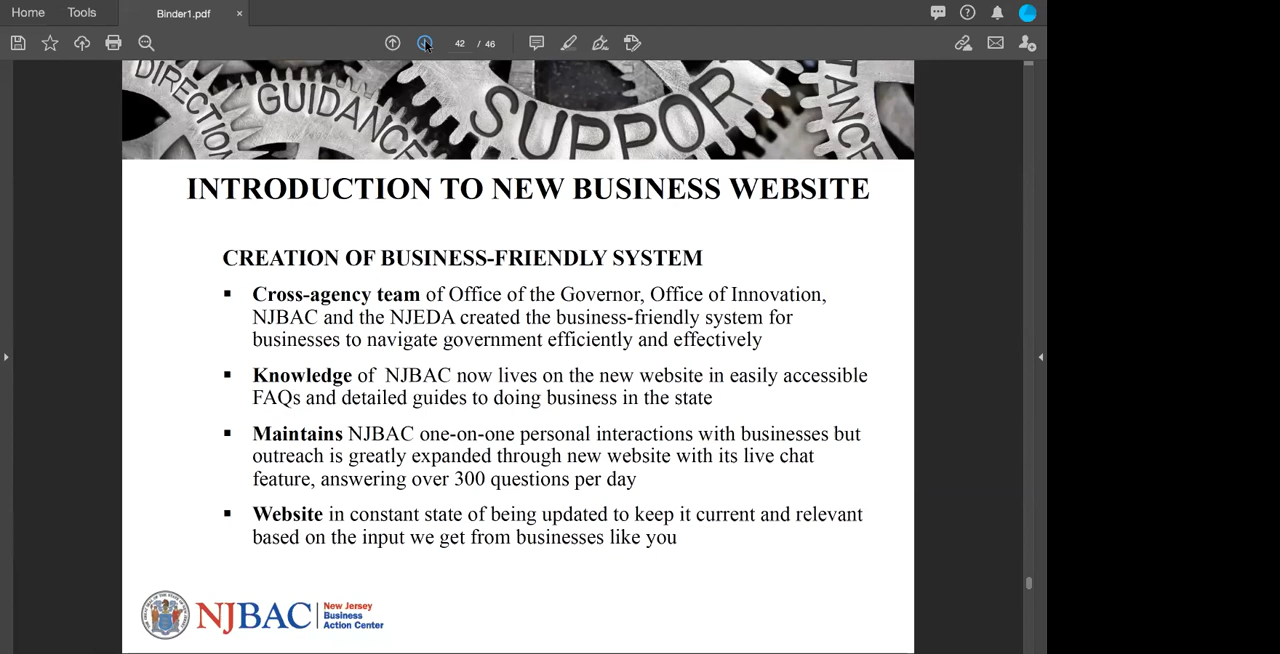 Home Tools Binder1.pdf ×
42 / 46
DIRECTION GUIDANCE SUPPORT
INTRODUCTION TO NEW BUSINESS WEBSITE
CREATION OF BUSINESS-FRIENDLY SYSTEM
▪ Cross-agency team of Office of the Governor, Office of Innovation,
NJBAC and the NJEDA created the business-friendly system for
businesses to navigate government efficiently and effectively
▪ Knowledge of NJBAC now lives on the new website in easily accessible
FAQs and detailed guides to doing business in the state
▪ Maintains NJBAC one-on-one personal interactions with businesses but
outreach is greatly expanded through new website with its live chat
feature, answering over 300 questions per day
▪ Website in constant state of being updated to keep it current and relevant
based on the input we get from businesses like you
NJBAC
New Jersey
Business
Action Center